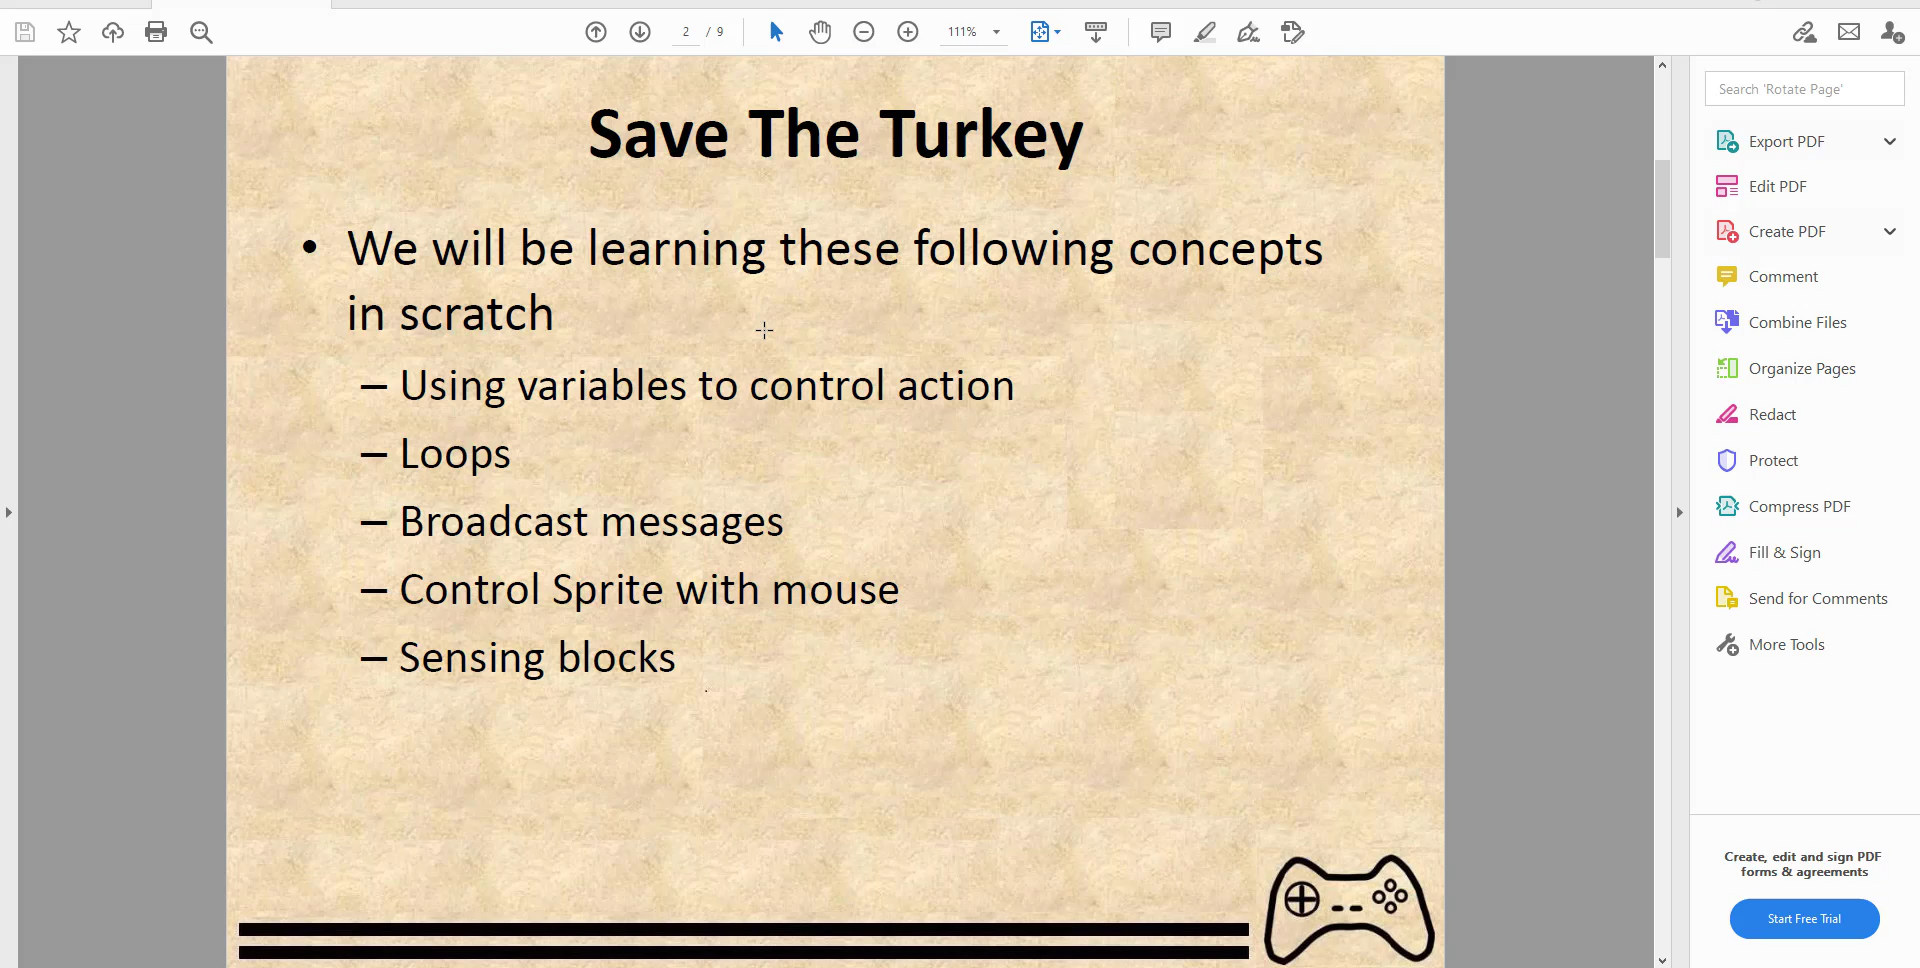 2 / 9
111%
Save The Turkey
• We will be learning these following concepts
in scratch
– Using variables to control action
– Loops
– Broadcast messages
– Control Sprite with mouse
– Sensing blocks
Search 'Rotate Page'
Export PDF
Edit PDF
Create PDF
Comment
Combine Files
Organize Pages
Redact
Protect
Compress PDF
Fill & Sign
Send for Comments
More Tools
Create, edit and sign PDF
forms & agreements
Start Free Trial